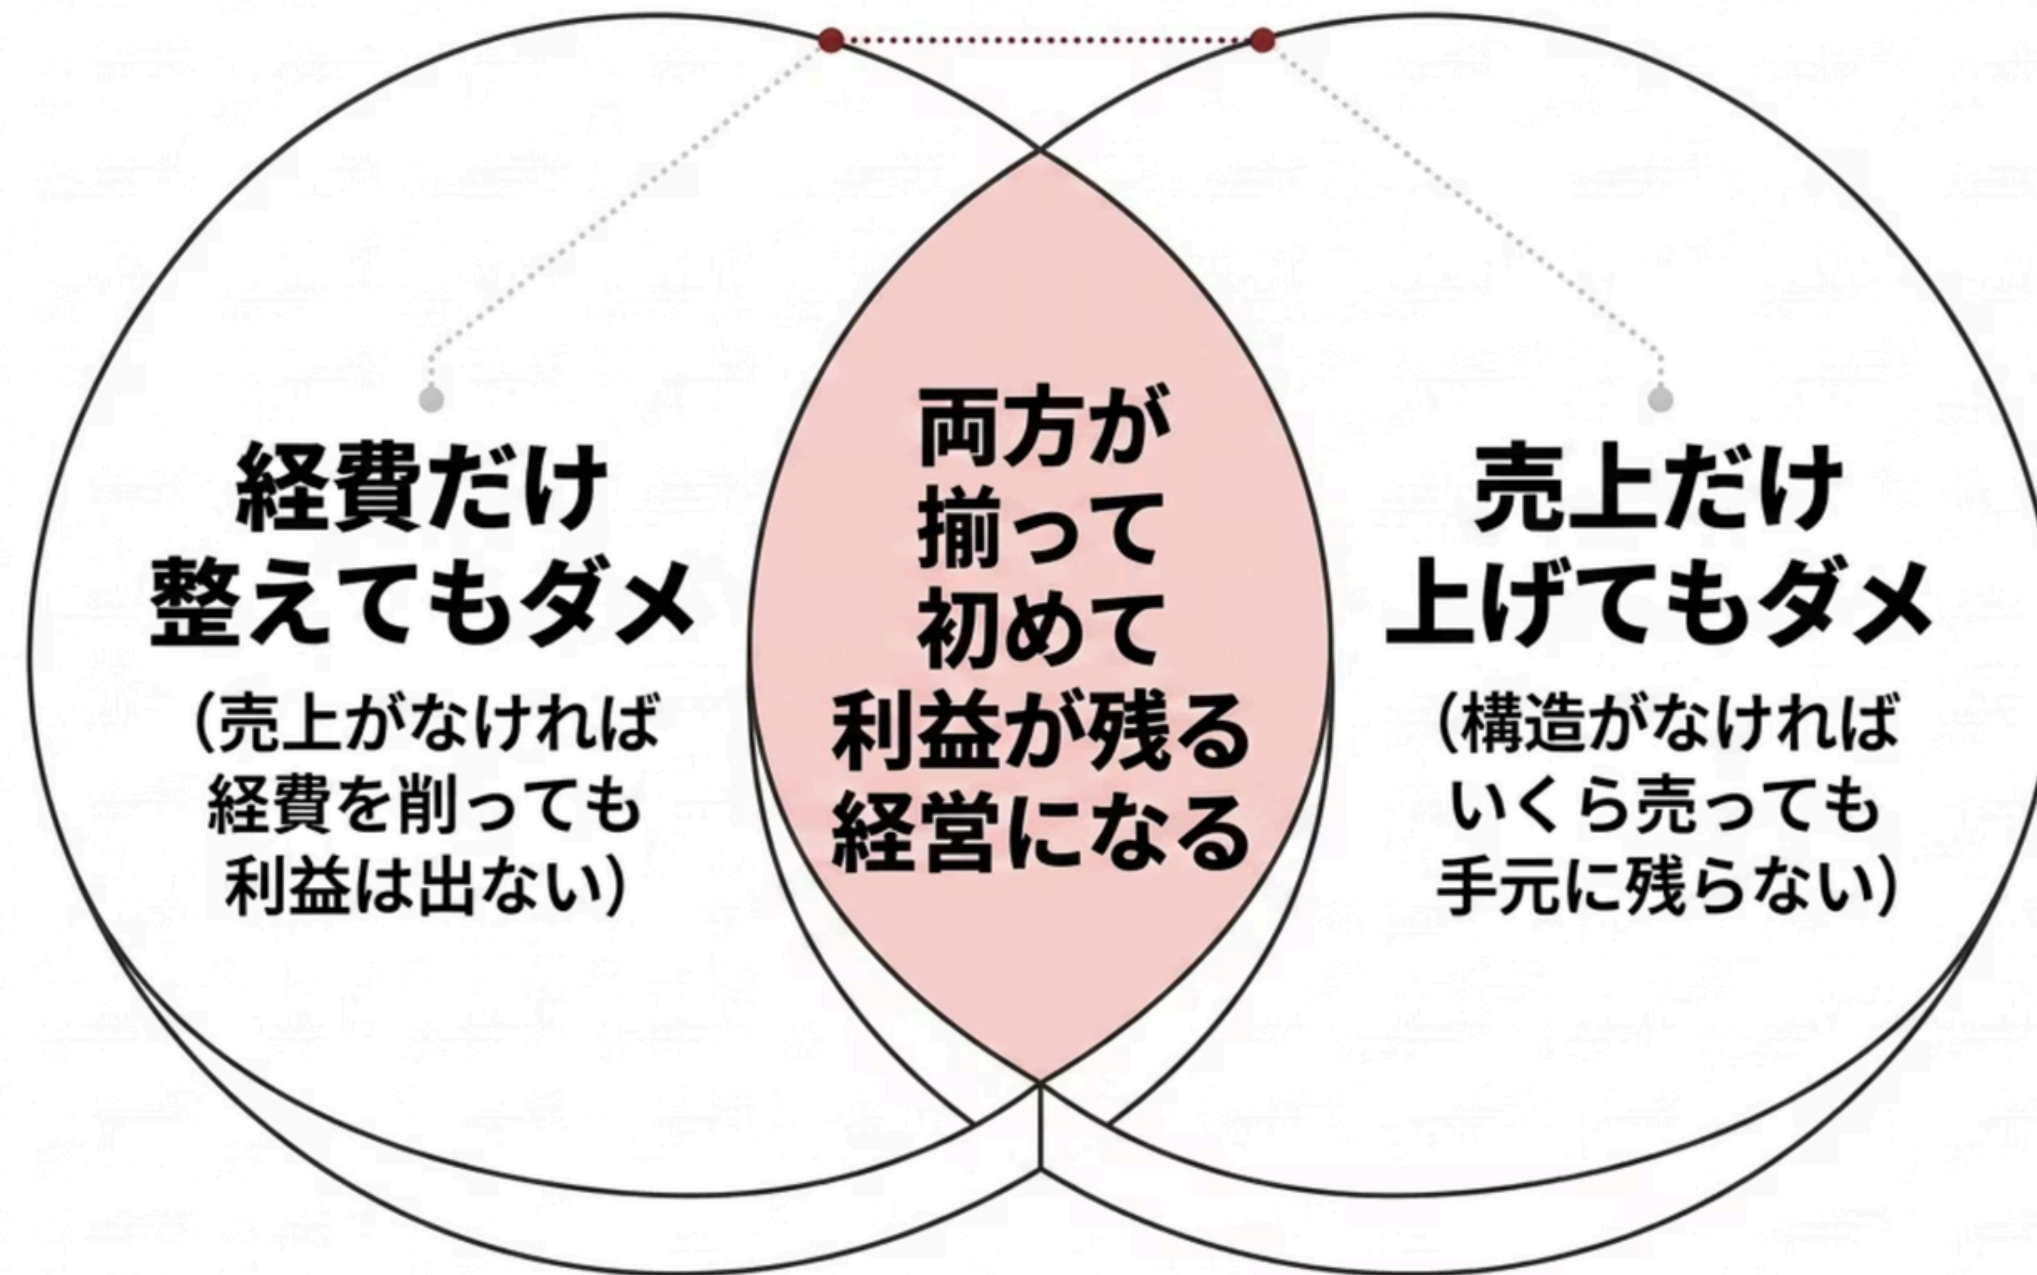 経費だけ
整えてもダメ
（売上がなければ
経費を削っても
利益は出ない）
両方が
揃って
初めて
利益が残る
経営になる
売上だけ
上げてもダメ
（構造がなければ
いくら売っても
手元に残らない）